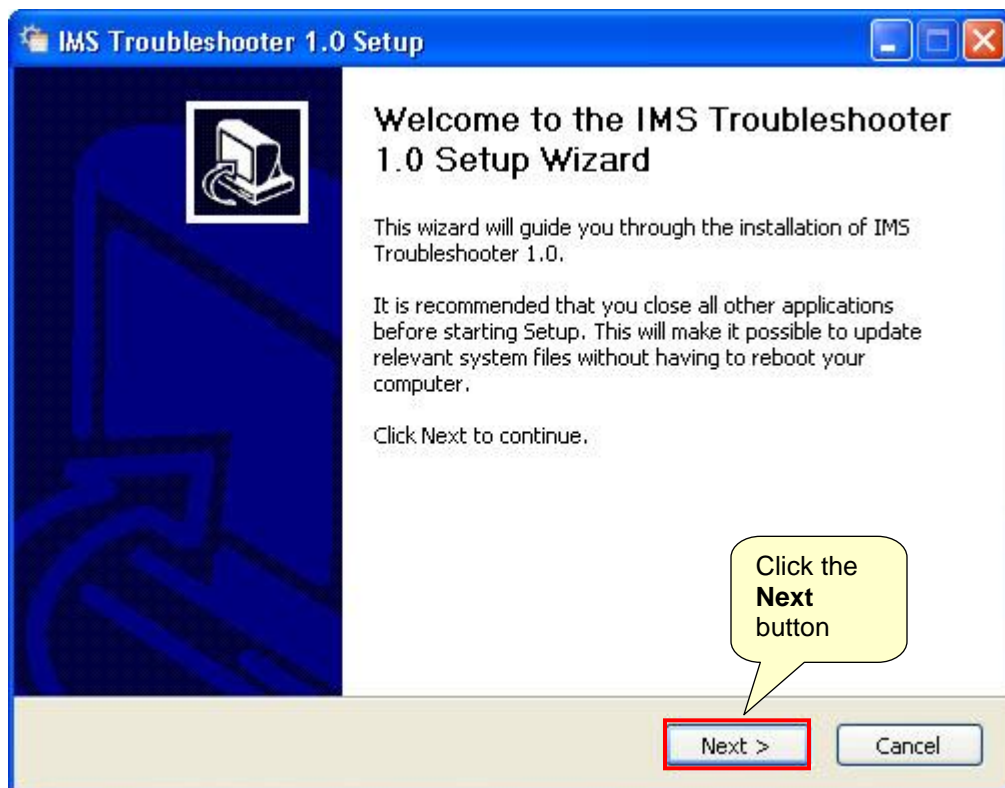 IMS Troubleshooter 1.0 Setup
Welcome to the IMS Troubleshooter
1.0 Setup Wizard
This wizard will guide you through the installation of IMS
Troubleshooter 1.0.
It is recommended that you close all other applications
before starting Setup. This will make it possible to update
relevant system files without having to reboot your
computer.
Click Next to continue.
Click the
Next
button
Next >
Cancel